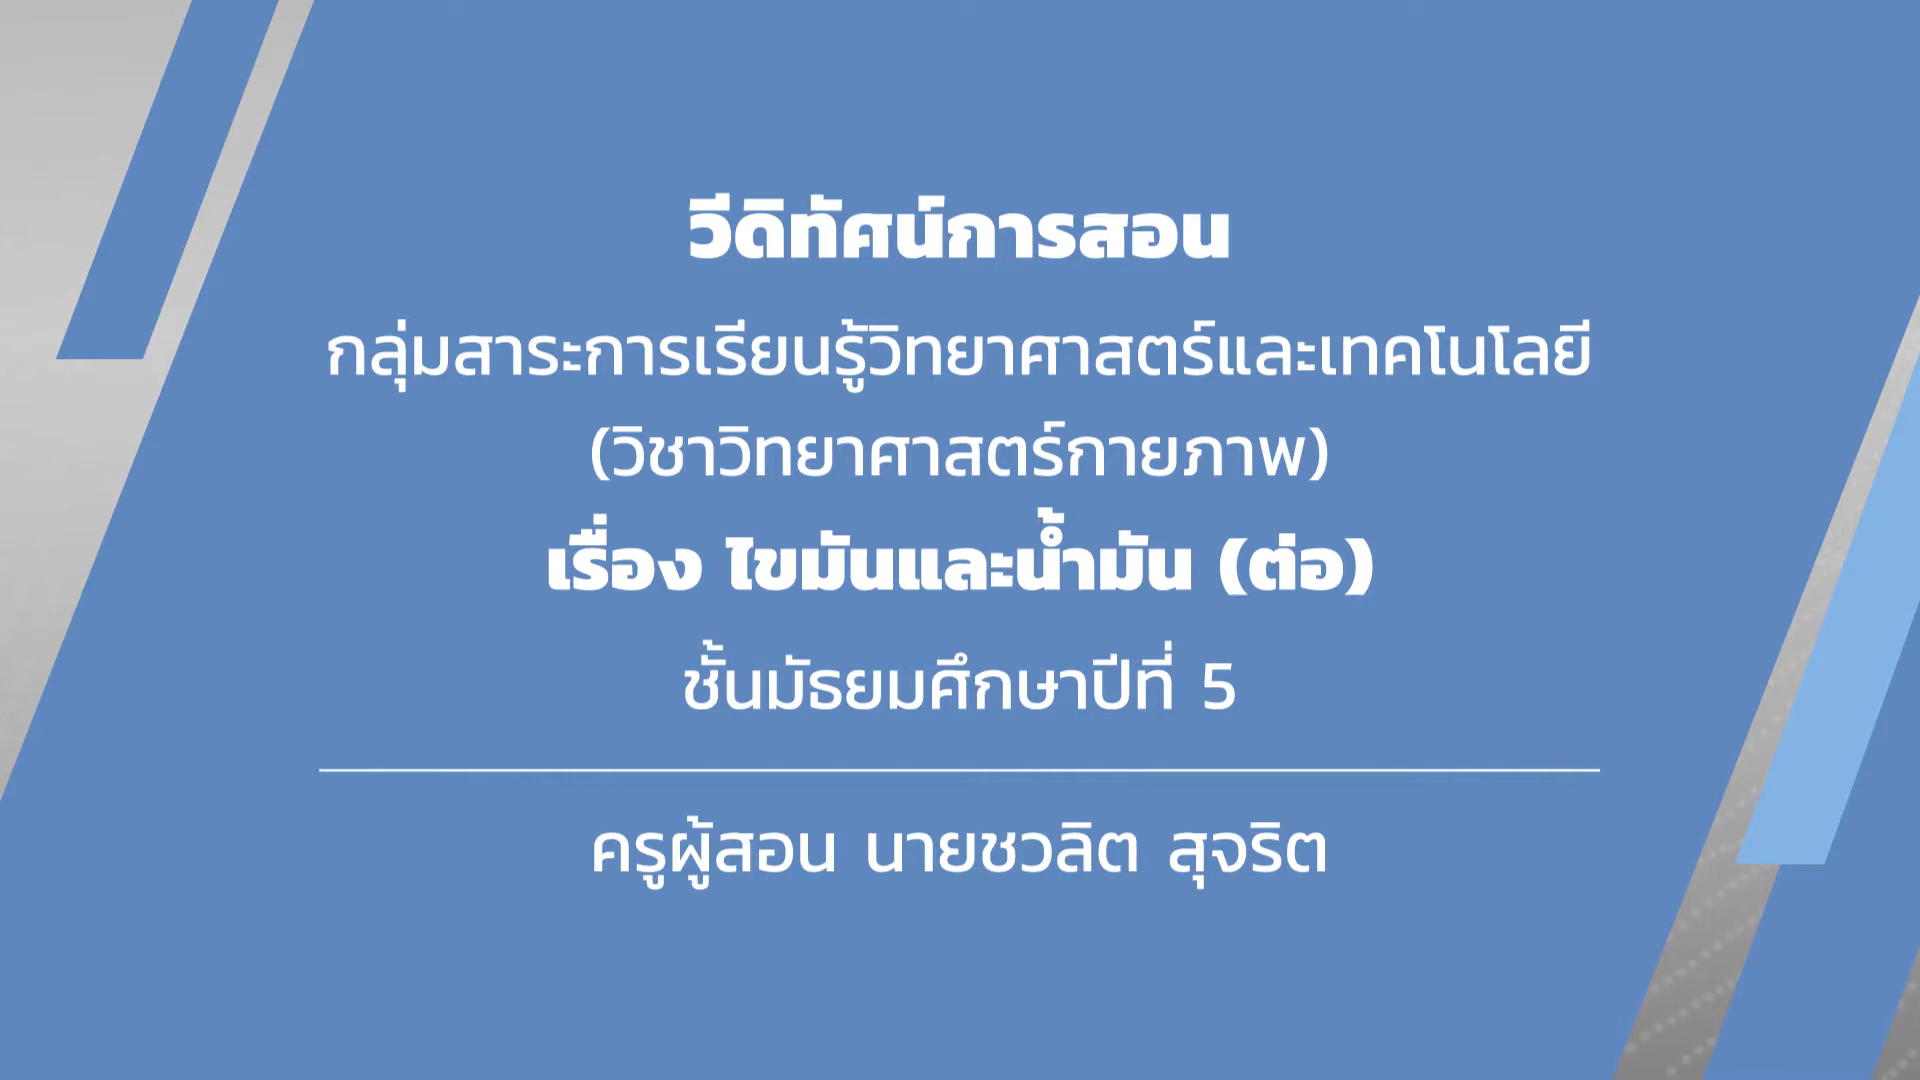 วีดิทัศน์การสอน
กลุ่มสาระการเรียนรู้วิทยาศาสตร์และเทคโนโลยี
(วิชาวิทยาศาสตร์กายภาพ)
เรื่อง ไขมันและน้ำมัน (ต่อ)
ชั้นมัธยมศึกษาปีที่ 5
ครูผู้สอน นายชวลิต สุจริต